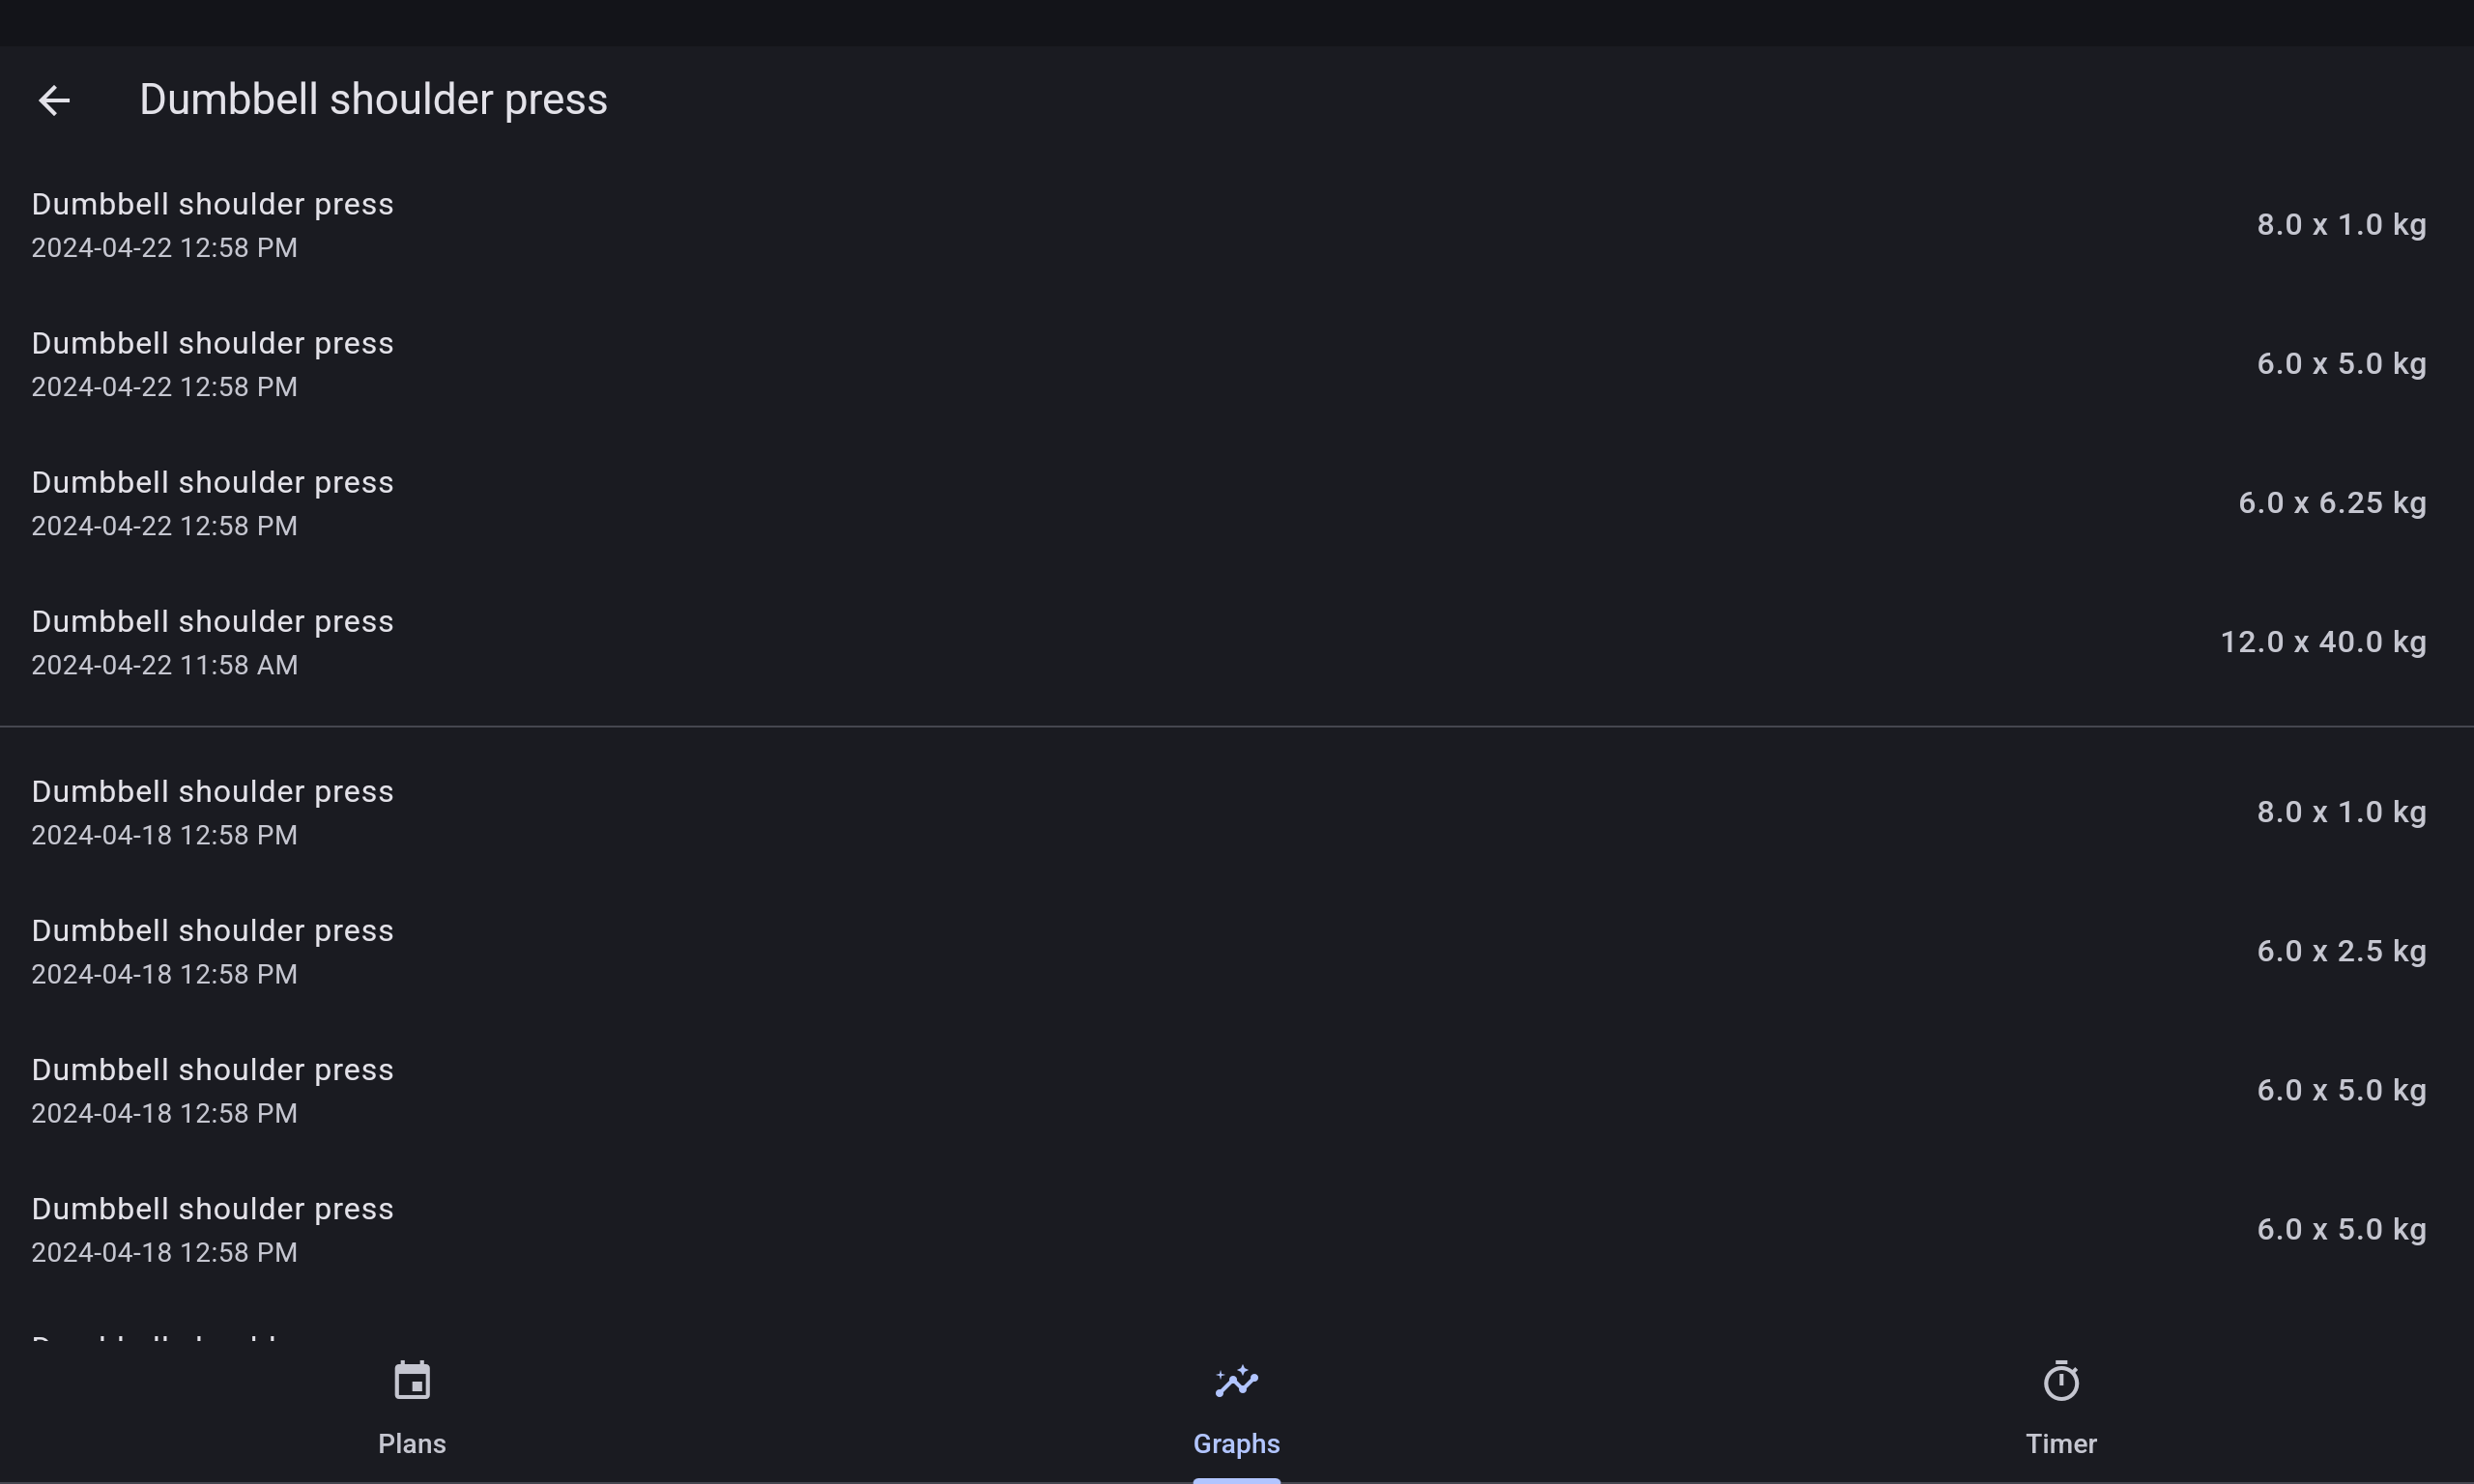 Dumbbell shoulder press
Dumbbell shoulder press
2024-04-22 12:58 PM
8.0 x 1.0 kg
Dumbbell shoulder press
2024-04-22 12:58 PM
6.0 x 5.0 kg
Dumbbell shoulder press
2024-04-22 12:58 PM
6.0 x 6.25 kg
Dumbbell shoulder press
2024-04-22 11:58 AM
12.0 x 40.0 kg
Dumbbell shoulder press
2024-04-18 12:58 PM
8.0 x 1.0 kg
Dumbbell shoulder press
2024-04-18 12:58 PM
6.0 x 2.5 kg
Dumbbell shoulder press
2024-04-18 12:58 PM
6.0 x 5.0 kg
Dumbbell shoulder press
2024-04-18 12:58 PM
6.0 x 5.0 kg
Plans
Graphs
Timer